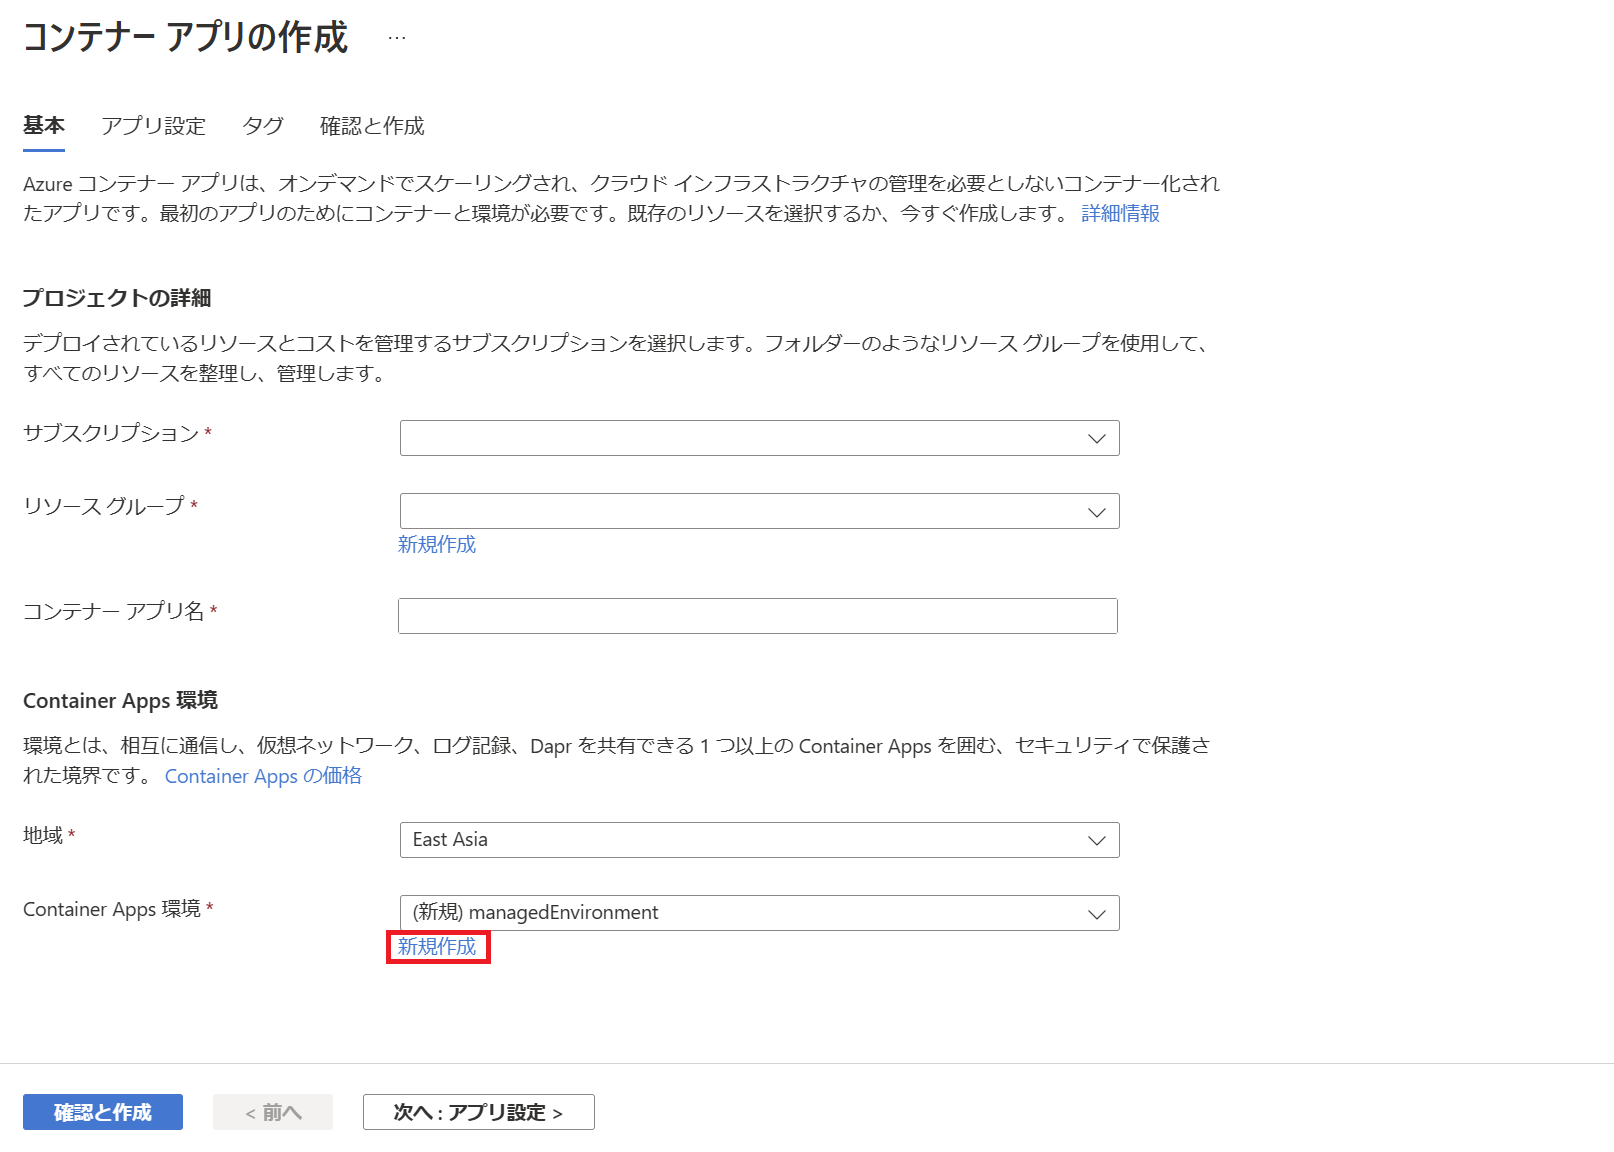 コンテナー アプリの作成 …
基本 アプリ設定 タグ 確認と作成
Azure コンテナー アプリは、オンデマンドでスケーリングされ、クラウド インフラストラクチャの管理を必要としないコンテナー化され
たアプリです。最初のアプリのためにコンテナーと環境が必要です。既存のリソースを選択するか、今すぐ作成します。 詳細情報
プロジェクトの詳細
デプロイされているリソースとコストを管理するサブスクリプションを選択します。フォルダーのようなリソース グループを使用して、
すべてのリソースを整理し、管理します。
サブスクリプション *
リソース グループ *
新規作成
コンテナー アプリ名 *
Container Apps 環境
環境とは、相互に通信し、仮想ネットワーク、ログ記録、Dapr を共有できる 1 つ以上の Container Apps を囲む、セキュリティで保護さ
れた境界です。 Container Apps の価格
地域 * East Asia
Container Apps 環境 * (新規) managedEnvironment
新規作成
確認と作成 < 前へ 次へ : アプリ設定 >